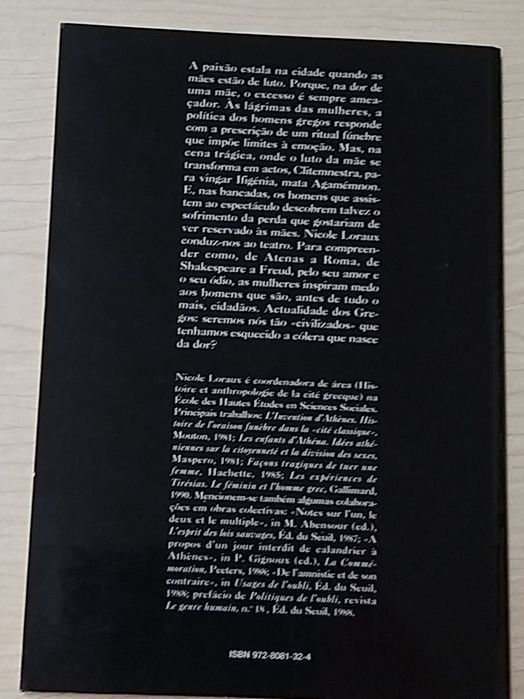 A paixão estala na cidade quando as
mães estão de luto. Porque, na dor de
uma mãe, o excesso é sempre amea-
çador. Às lágrimas das mulheres, a
política dos homens gregos responde
com a prescrição de um ritual fúnebre
que impõe limites à emoção. Mas, na
cena trágica, onde o luto da mãe se
transforma em actos, Clitemnestra, pa-
ra vingar Ifigénia, mata Agamémnon.
E, nas bancadas, os homens que assis-
tem ao espectáculo descobrem talvez o
sofrimento da perda que gostariam de
ver reservado às mães. Nicole Loraux
conduz-nos ao teatro. Para compreen-
der como, de Atenas a Roma, de
Shakespeare a Freud, pelo seu amor e
o seu ódio, as mulheres inspiram medo
aos homens que são, antes de tudo o
mais, cidadãos. Actualidade dos Gre-
gos: seremos nós tão «civilizados» que
tenhamos esquecido a cólera que nasce
da dor?
Nicole Loraux é coordenadora de área (His-
toire et anthropologie de la cité grecque) na
École des Hautes Études en Sciences Sociales.
Principais trabalhos: L'Invention d'Athènes. His-
toire de l'oraison funèbre dans la «cité classique»,
Mouton, 1981; Les enfants d'Athéna. Idées athé-
niennes sur la citoyenneté et la division des sexes,
Maspero, 1981; Façons tragiques de tuer une
femme, Hachette, 1985; Les expériences de
Tirésias. Le féminin et l'homme grec, Gallimard,
1990. Mencionem-se também algumas colabora-
ções em obras colectivas: «Notes sur l'un, le
deux et le multiple», in M. Abensour (ed.),
L'esprit des lois sauvages, Éd. du Seuil, 1987; «A
propos d'un jour interdit de calandrier à
Athènes», in P. Gignoux (ed.), La Commé-
moration, Peeters, 1988; «De l'amnistie et de son
contraire», in Usages de l'oubli, Éd. du Seuil,
1988; prefácio de Politiques de l'oubli, revista
Le genre humain, n.º 18, Éd. du Seuil, 1988.
ISBN 972-8081-32-4